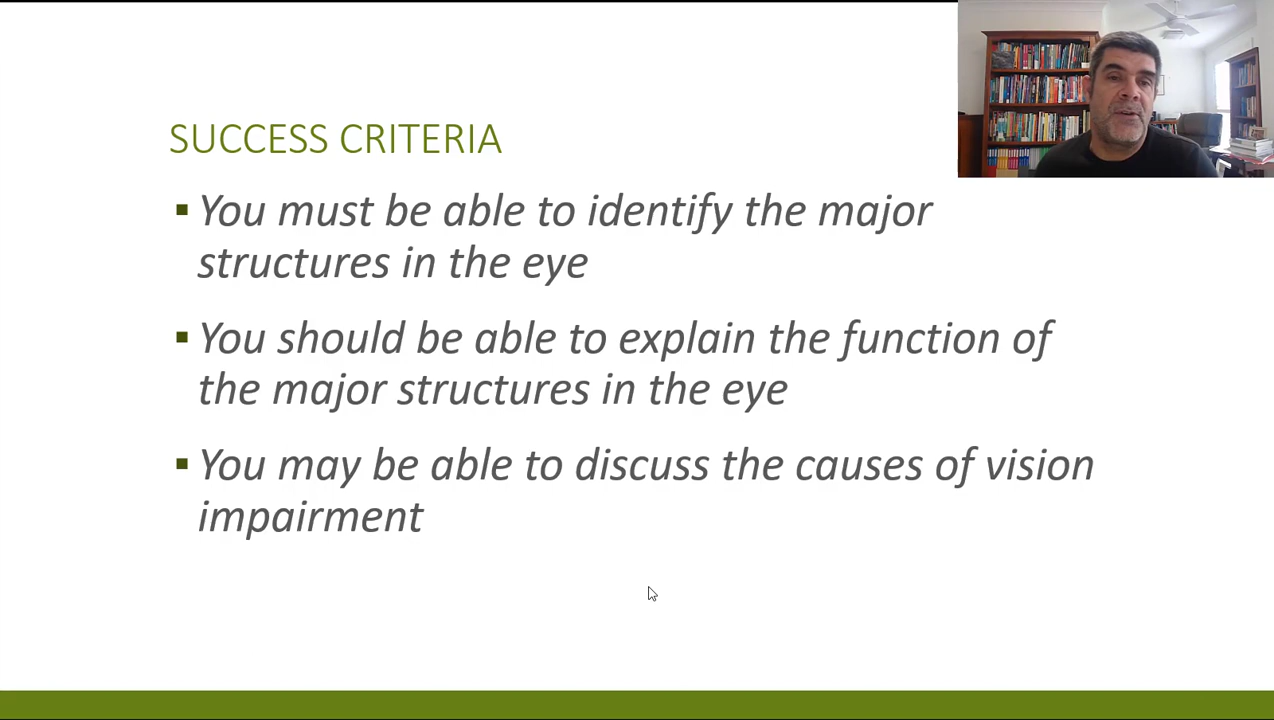 SUCCESS CRITERIA
▪ You must be able to identify the major
structures in the eye
▪ You should be able to explain the function of
the major structures in the eye
▪ You may be able to discuss the causes of vision
impairment